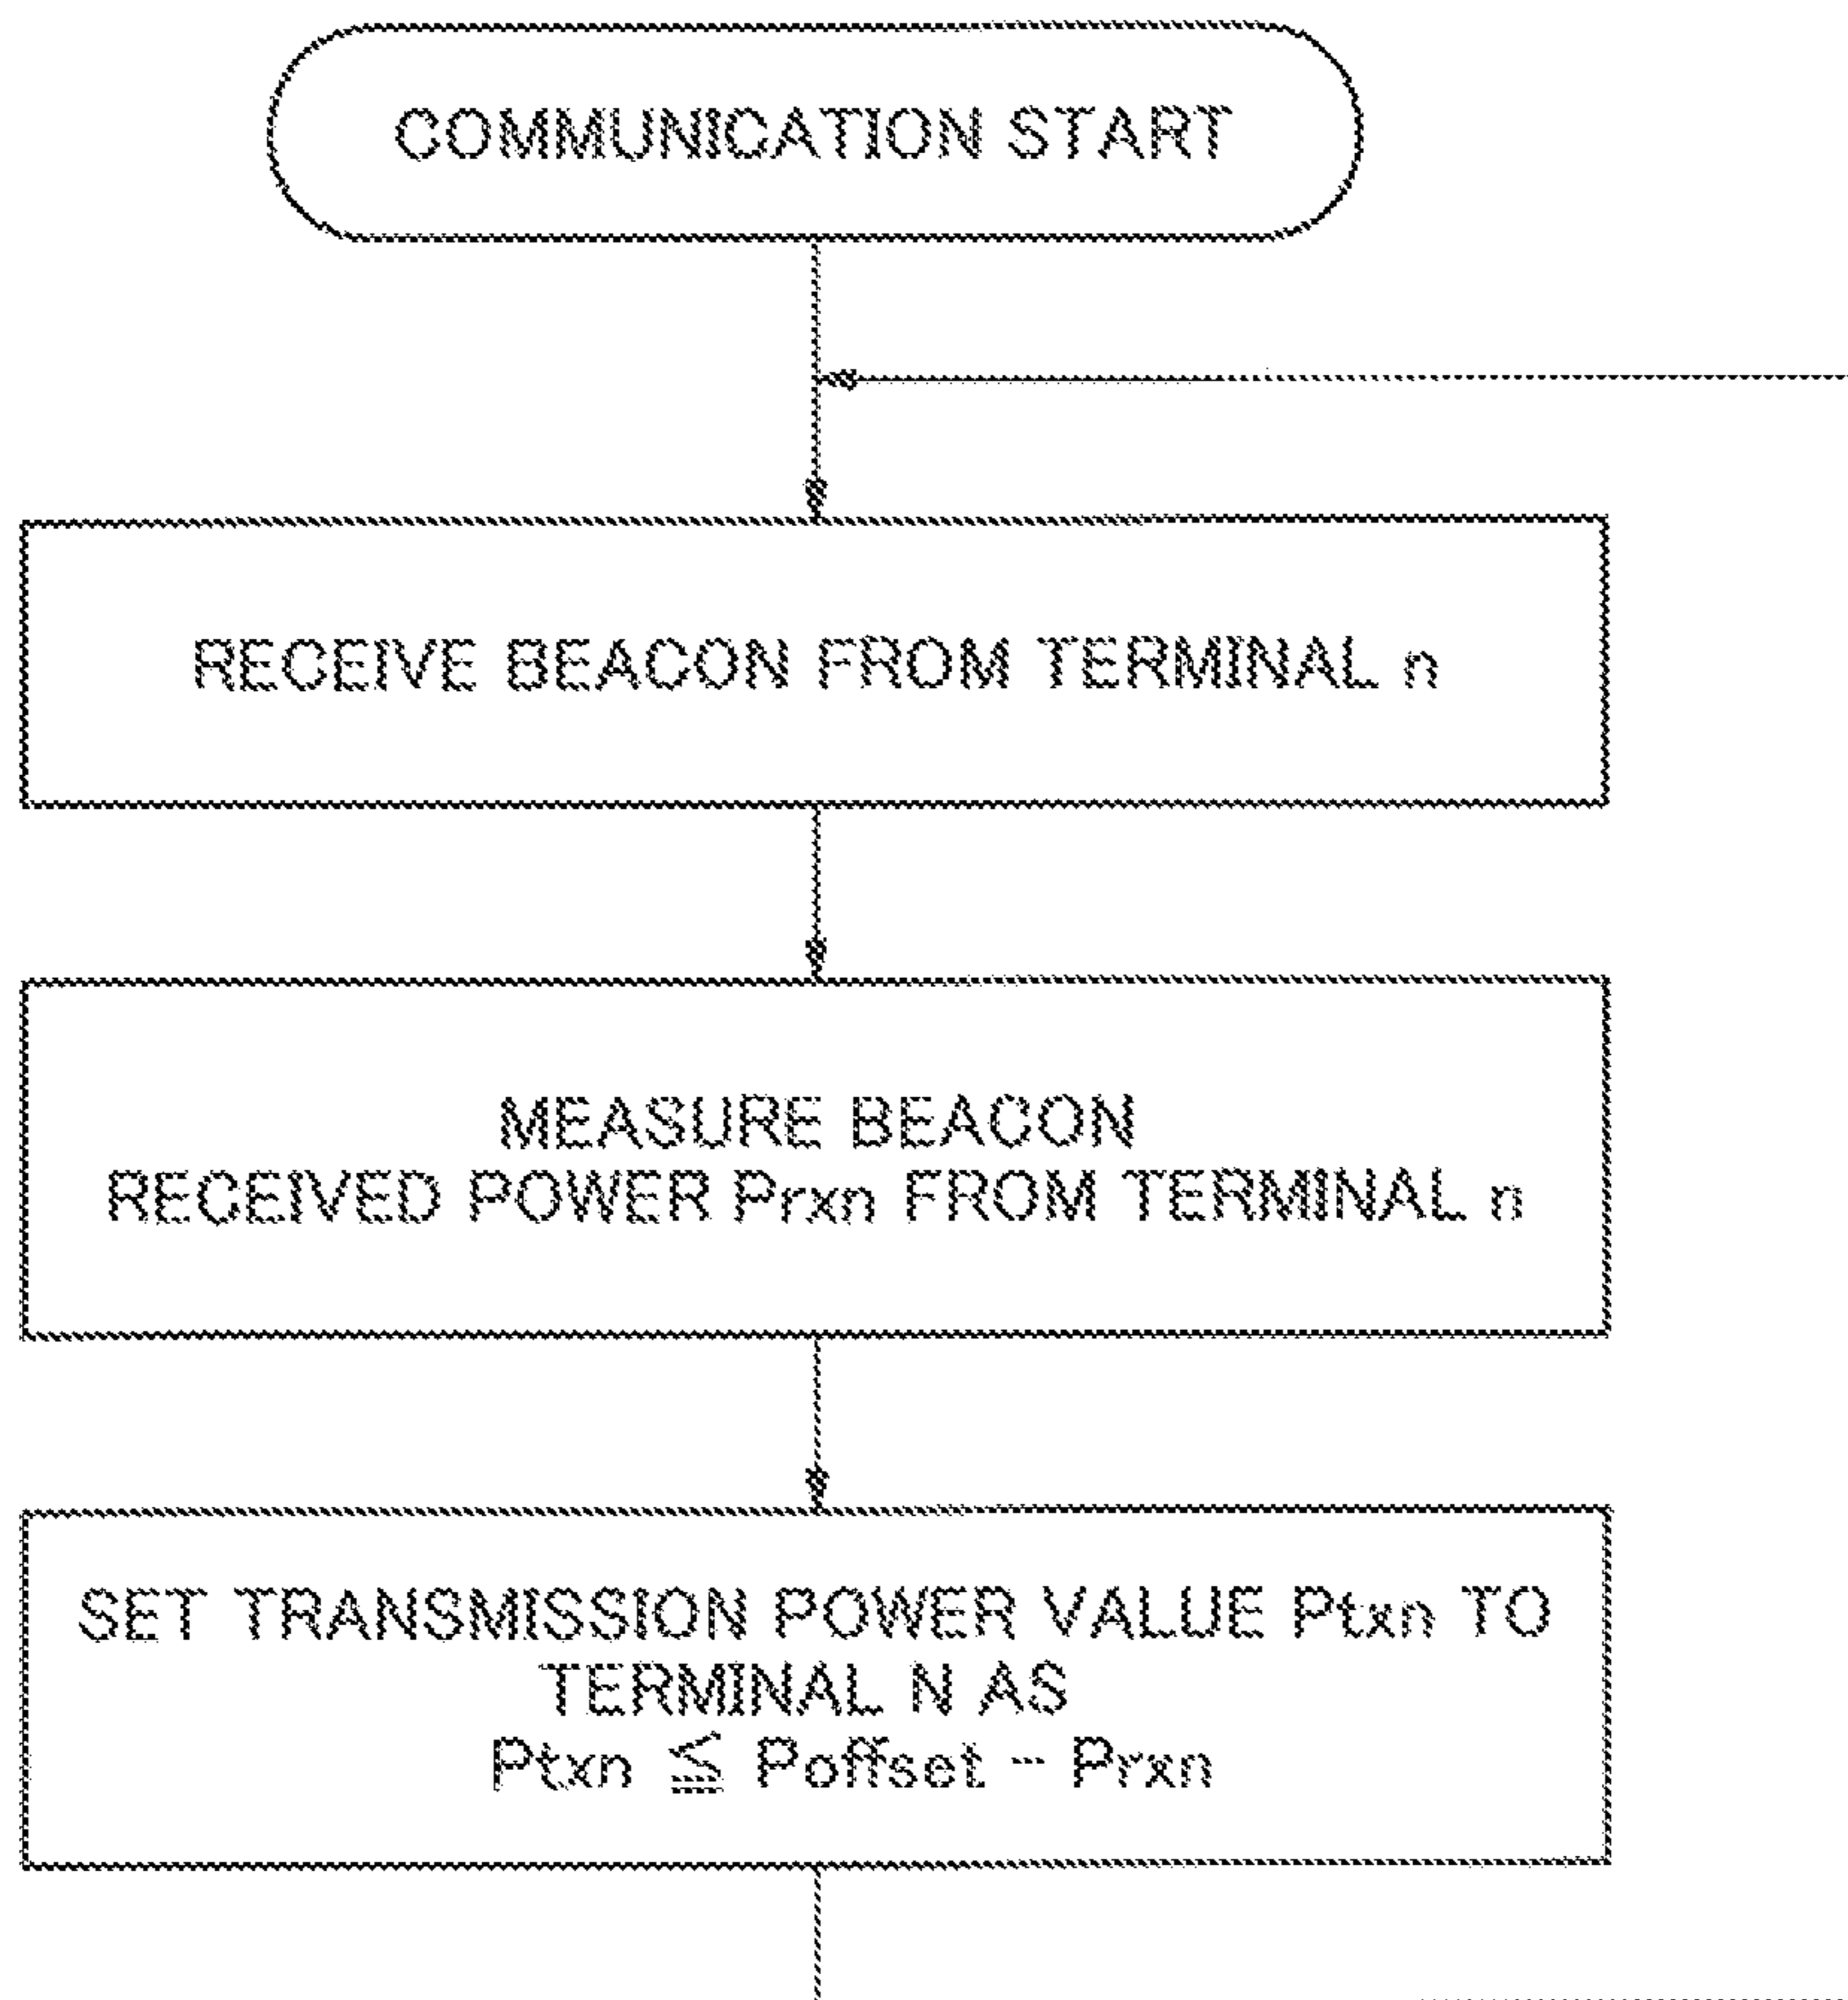 COMMUNICATION START
RECEIVE BEACON FROM TERMINAL n
MEASURE BEACON
RECEIVED POWER Prxn FROM TERMINAL n
SET TRANSMISSION POWER VALUE Ptxn TO
TERMINAL N AS
Ptxn ≦ Poffset - Prxn